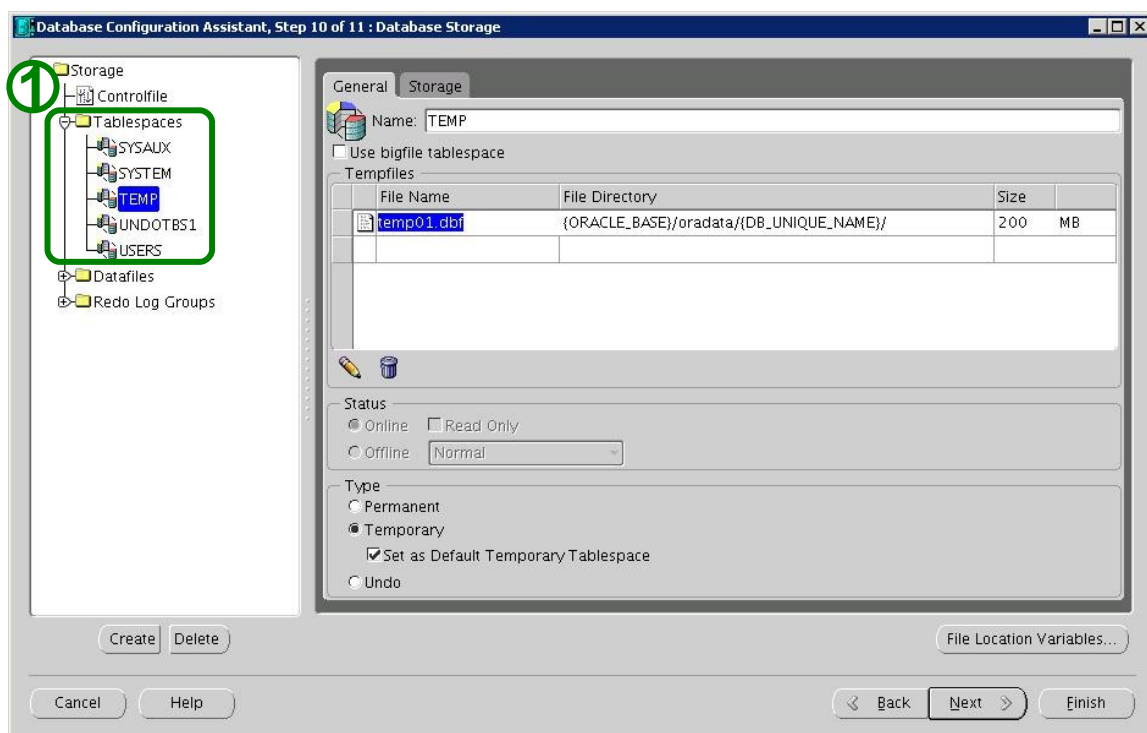 Database Configuration Assistant, Step 10 of 11 : Database Storage
1
Storage
Controlfile
Tablespaces
SYSAUX
SYSTEM
TEMP
UNDOTBS1
USERS
Datafiles
Redo Log Groups
General Storage
Name: TEMP
Use bigfile tablespace
Tempfiles
File Name File Directory Size
temp01.dbf {ORACLE_BASE}/oradata/{DB_UNIQUE_NAME}/ 200 MB
Status
Online Read Only
Offline Normal
Type
Permanent
Temporary
Set as Default Temporary Tablespace
Undo
Create Delete File Location Variables...
Cancel Help Back Next Finish